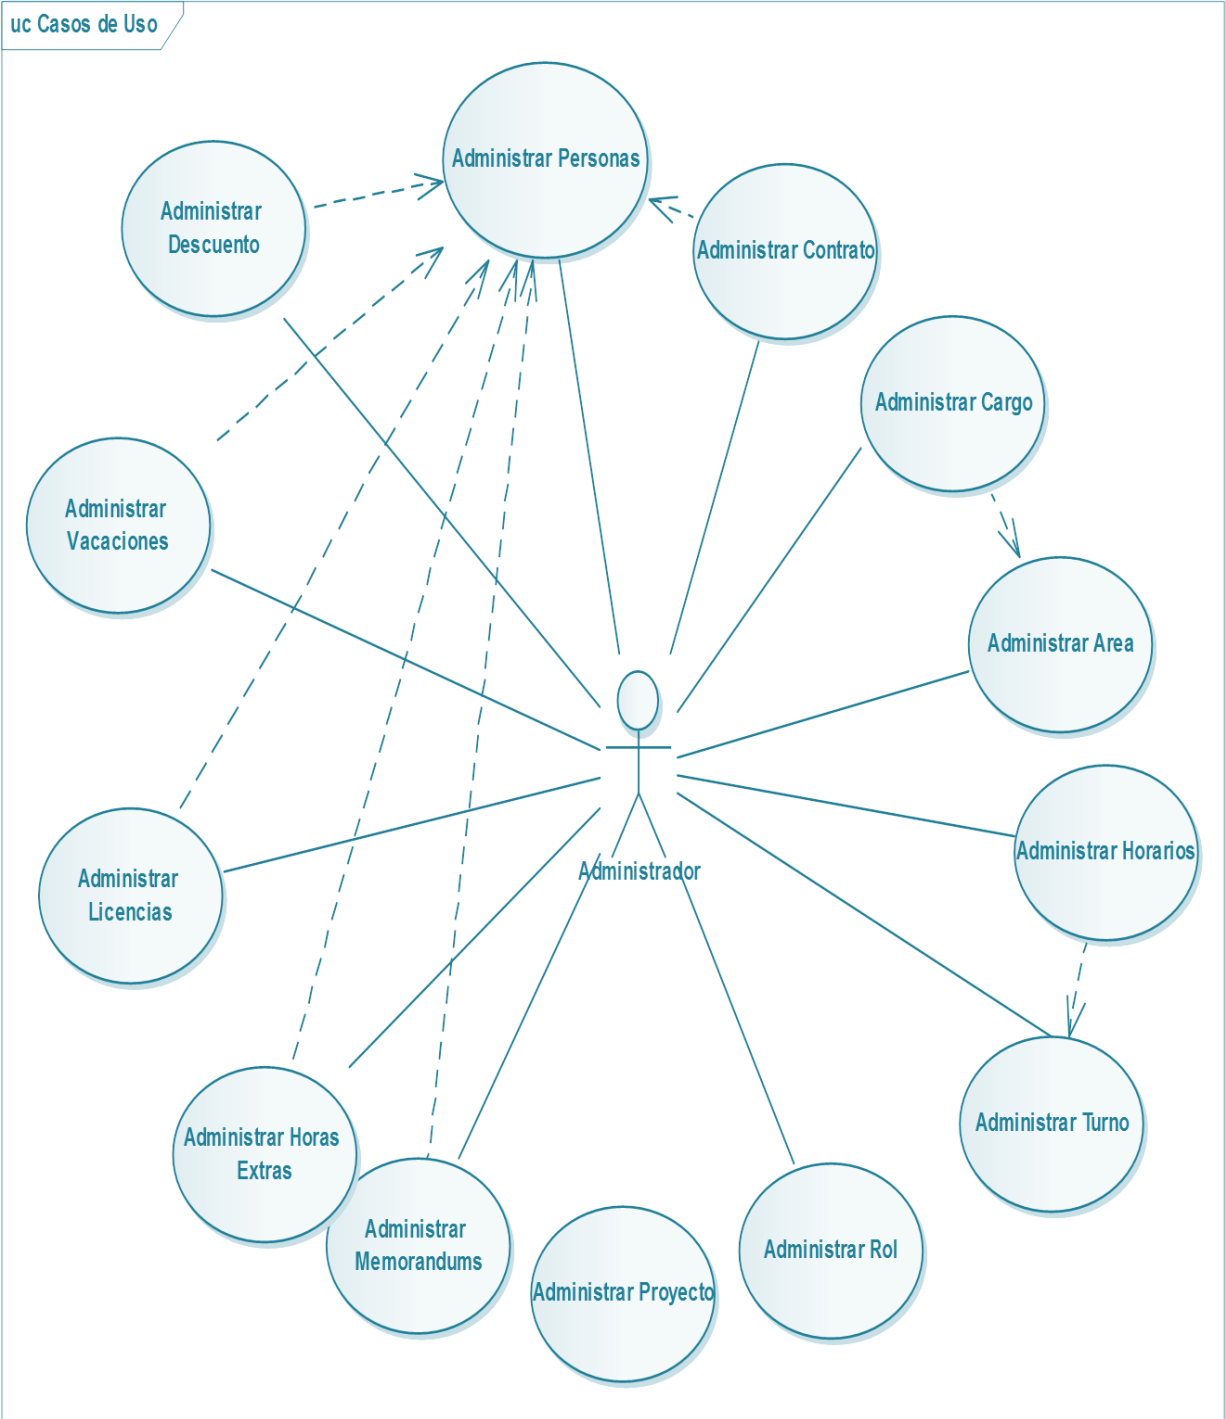 uc Casos de Uso
Administrar Personas
Administrar
Descuento
Administrar Contrato
Administrar Cargo
Administrar
Vacaciones
Administrar Area
Administrar Horarios
Administrador
Administrar
Licencias
Administrar Turno
Administrar Horas
Extras
Administrar
Memorandums
Administrar Rol
Administrar Proyecto